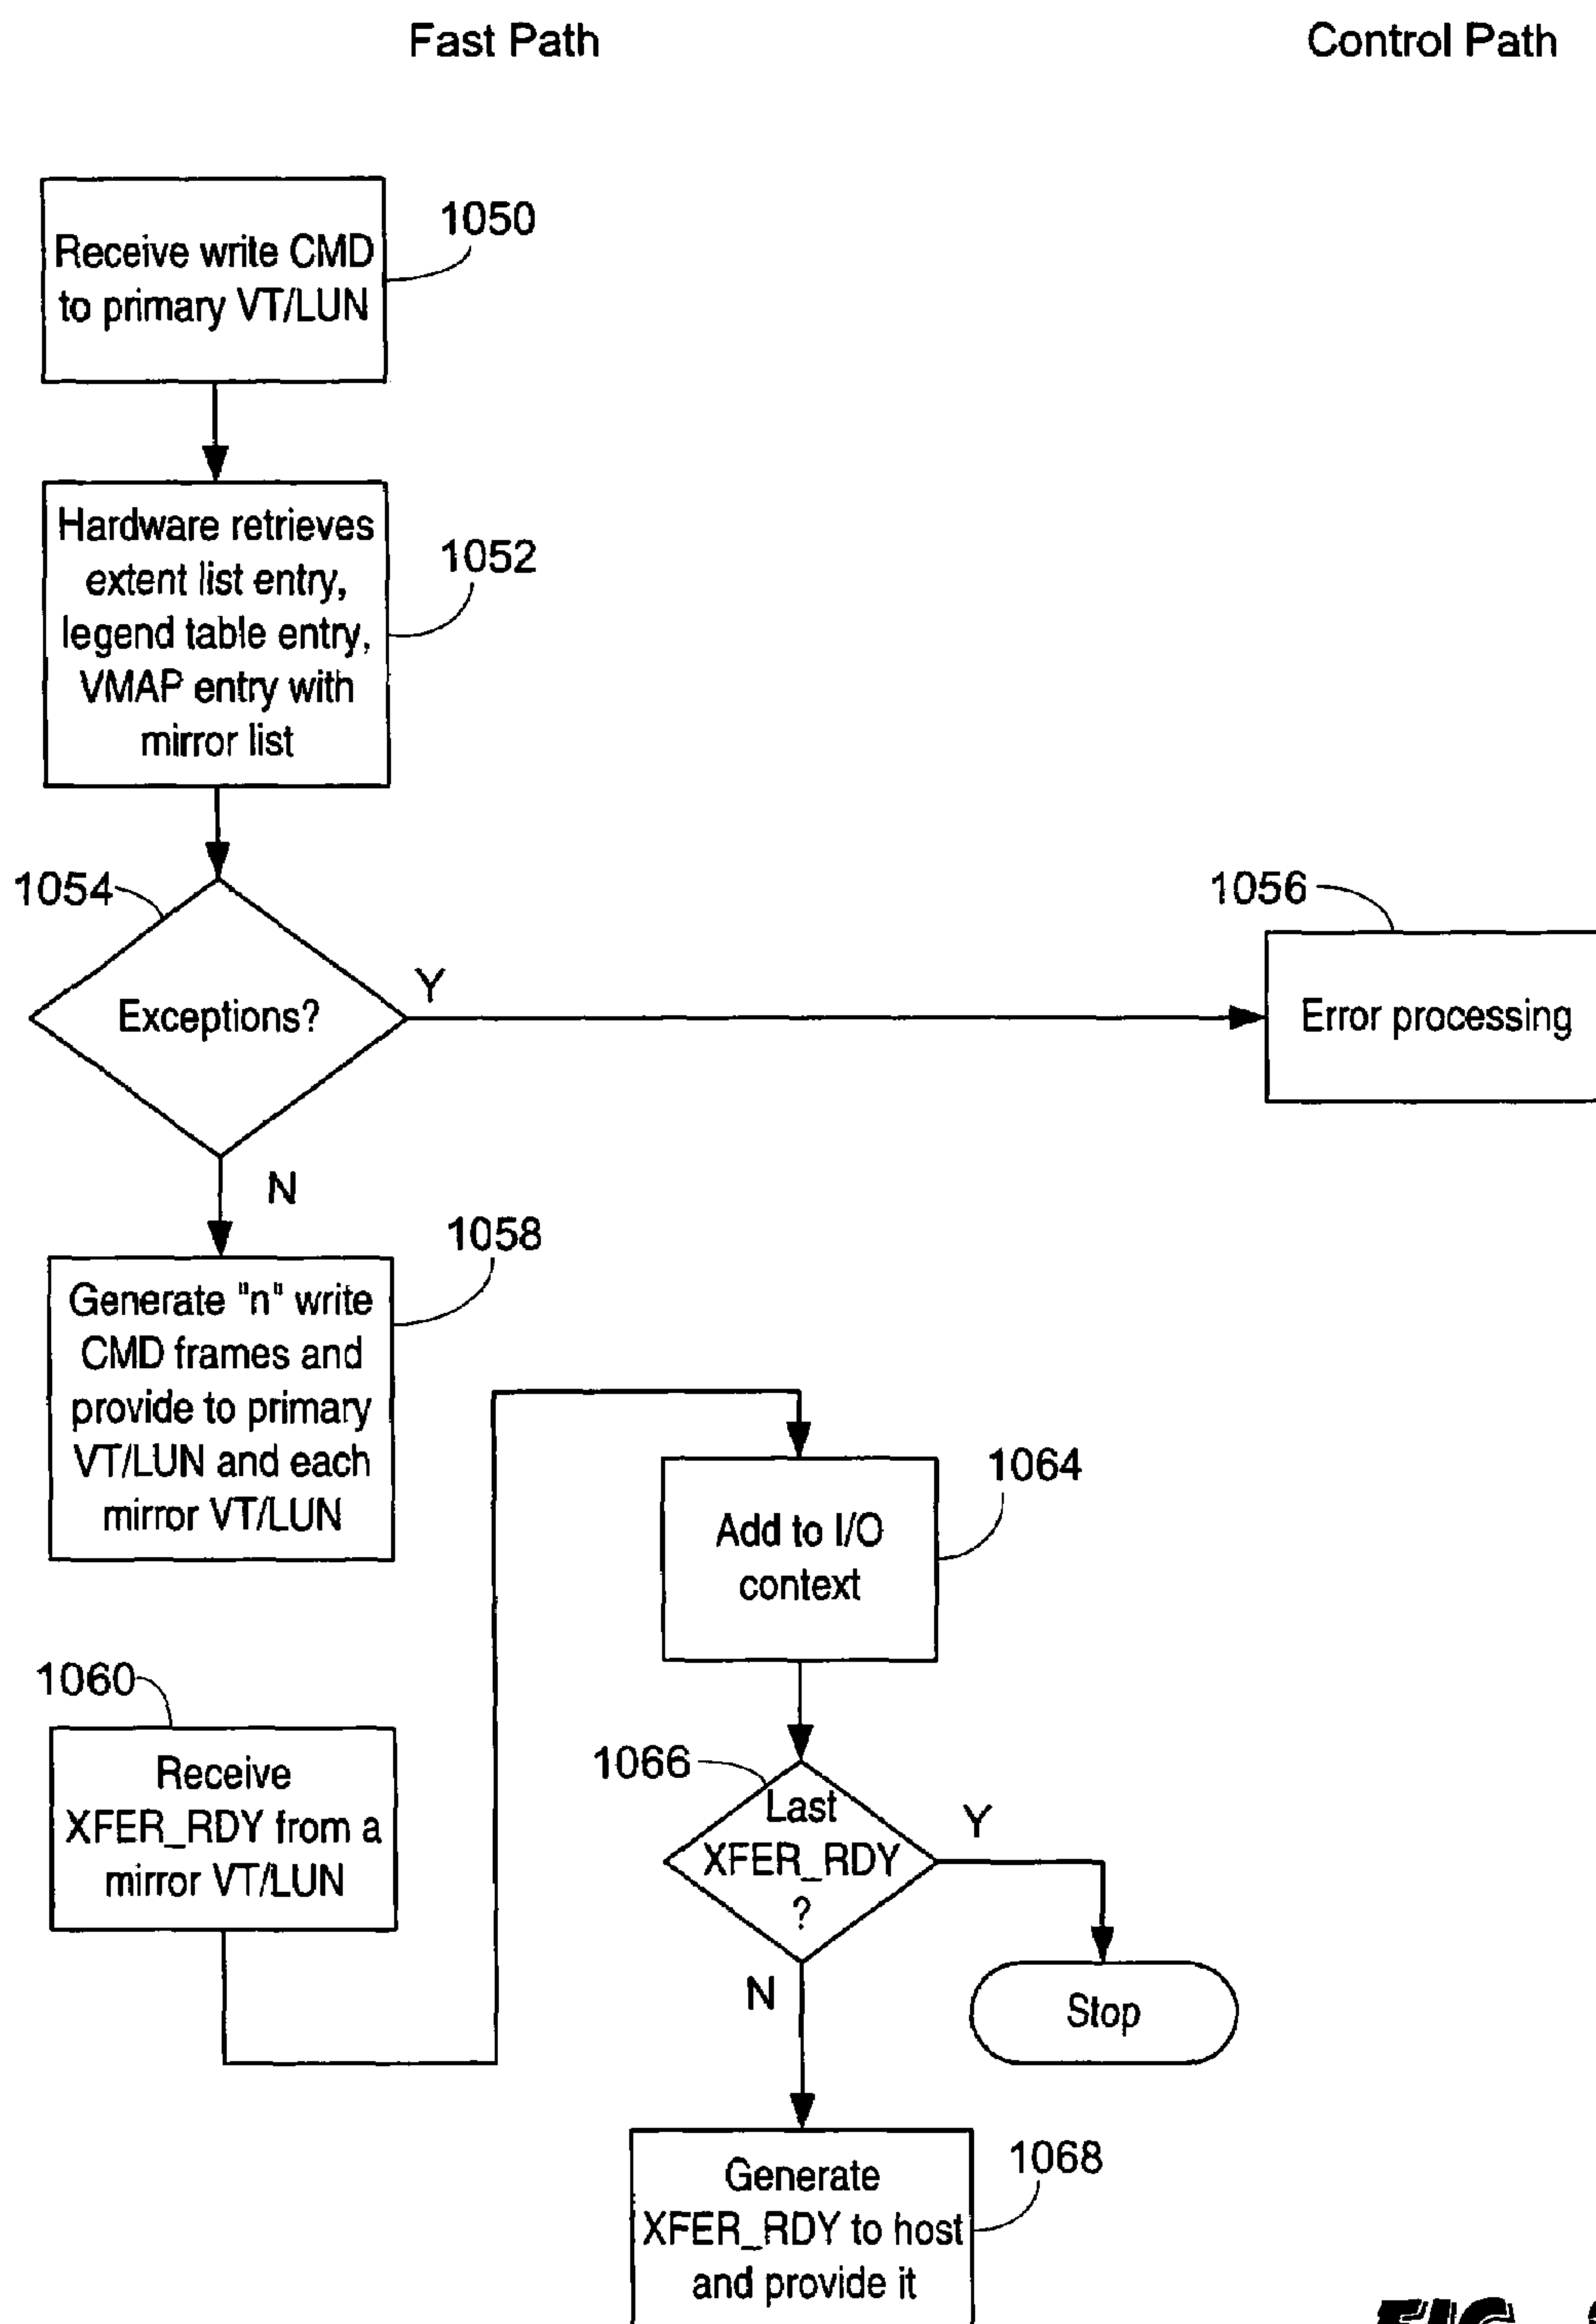 Fast Path
Control Path
Receive write CMD
to primary VT/LUN
1050
Hardware retrieves
extent list entry,
legend table entry,
VMAP entry with
mirror list
1052
1054
Exceptions?
Y
N
1056
Error processing
Generate "n" write
CMD frames and
provide to primary
VT/LUN and each
mirror VT/LUN
1058
1060
Receive
XFER_RDY from a
mirror VT/LUN
Add to I/O
context
1064
1066
Last
XFER_RDY
?
Y
N
Stop
Generate
XFER_RDY to host
and provide it
1068